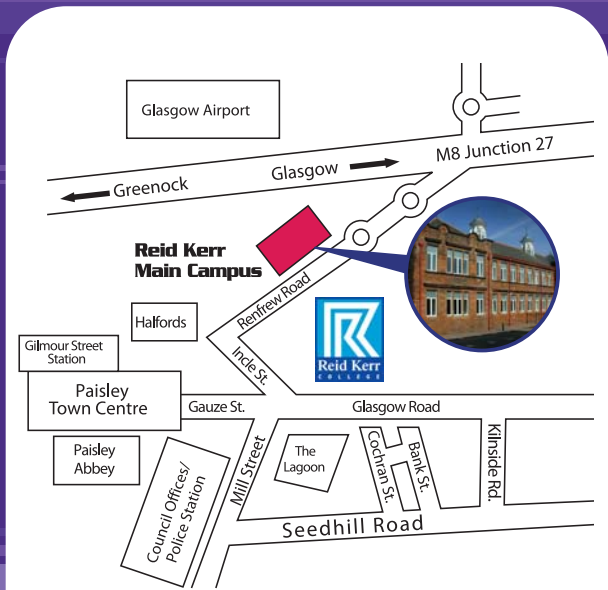 Glasgow Airport
M8 Junction 27
Glasgow
Greenock
Reid Kerr
Main Campus
Renfrew Road
Halfords
Reid Kerr
COLLEGE
Gilmour Street
Station
Incle St.
Paisley
Town Centre
Gauze St.
Glasgow Road
Paisley
Abbey
Council Offices/
Police Station
Mill Street
The
Lagoon
Cochran St.
Bank St.
Kilnside Rd.
Seedhill Road